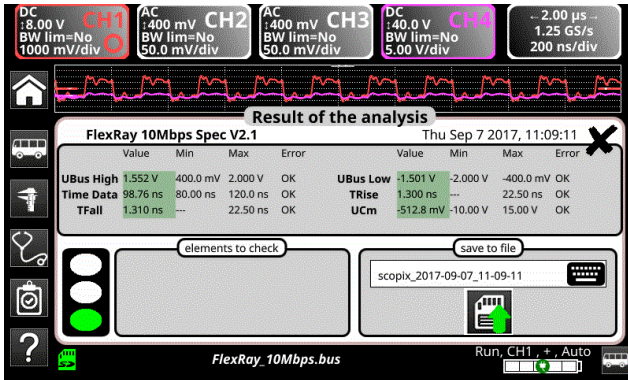 DC
↕8.00 V CH1
BW lim=No
1000 mV/div
AC
↕400 mV CH2
BW lim=No
50.0 mV/div
AC
↕400 mV CH3
BW lim=No
50.0 mV/div
DC
↕40.0 V CH4
BW lim=No
5.00 V/div
←2.00 µs→
1.25 GS/s
200 ns/div
Result of the analysis
FlexRay 10Mbps Spec V2.1 Thu Sep 7 2017, 11:09:11
Value Min Max Error Value Min Max Error
UBus High 1.552 V 400.0 mV 2.000 V OK UBus Low -1.501 V -2.000 V -400.0 mV OK
Time Data 98.76 ns 80.00 ns 120.0 ns OK TRise 1.300 ns --- 22.50 ns OK
TFall 1.310 ns --- 22.50 ns OK UCm -512.8 mV -10.00 V 15.00 V OK
elements to check
save to file
scopix_2017-09-07_11-09-11
?
FlexRay_10Mbps.bus
Run, CH1 , + , Auto